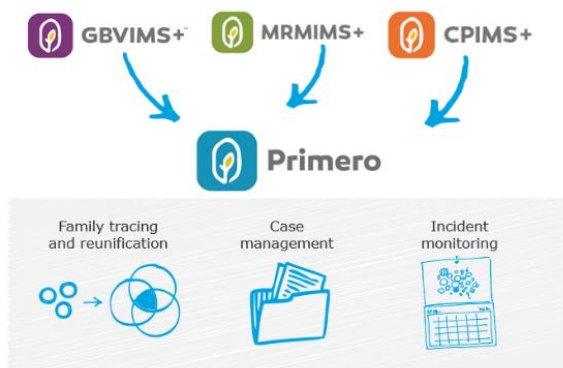 GBVIMS+
MRMIMS+
CPIMS+
Primero
Family tracing
and reunification
Case
management
Incident
monitoring